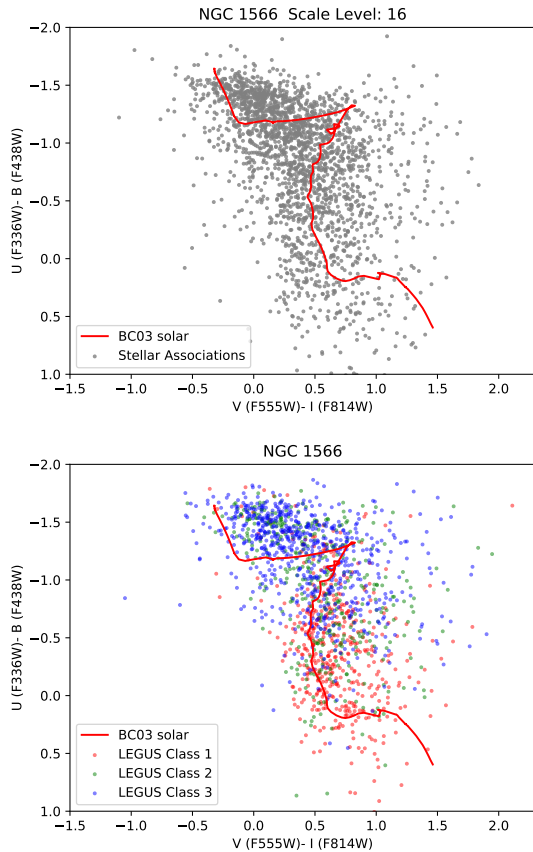 NGC 1566  Scale Level: 16
−2.0
−1.5
−1.0
−0.5
0.0
0.5
1.0
U (F336W)- B (F438W)
BC03 solar
Stellar Associations
−1.5 −1.0 −0.5 0.0 0.5 1.0 1.5 2.0
V (F555W)- I (F814W)
NGC 1566
−2.0
−1.5
−1.0
−0.5
0.0
0.5
1.0
U (F336W)- B (F438W)
BC03 solar
LEGUS Class 1
LEGUS Class 2
LEGUS Class 3
−1.5 −1.0 −0.5 0.0 0.5 1.0 1.5 2.0
V (F555W)- I (F814W)